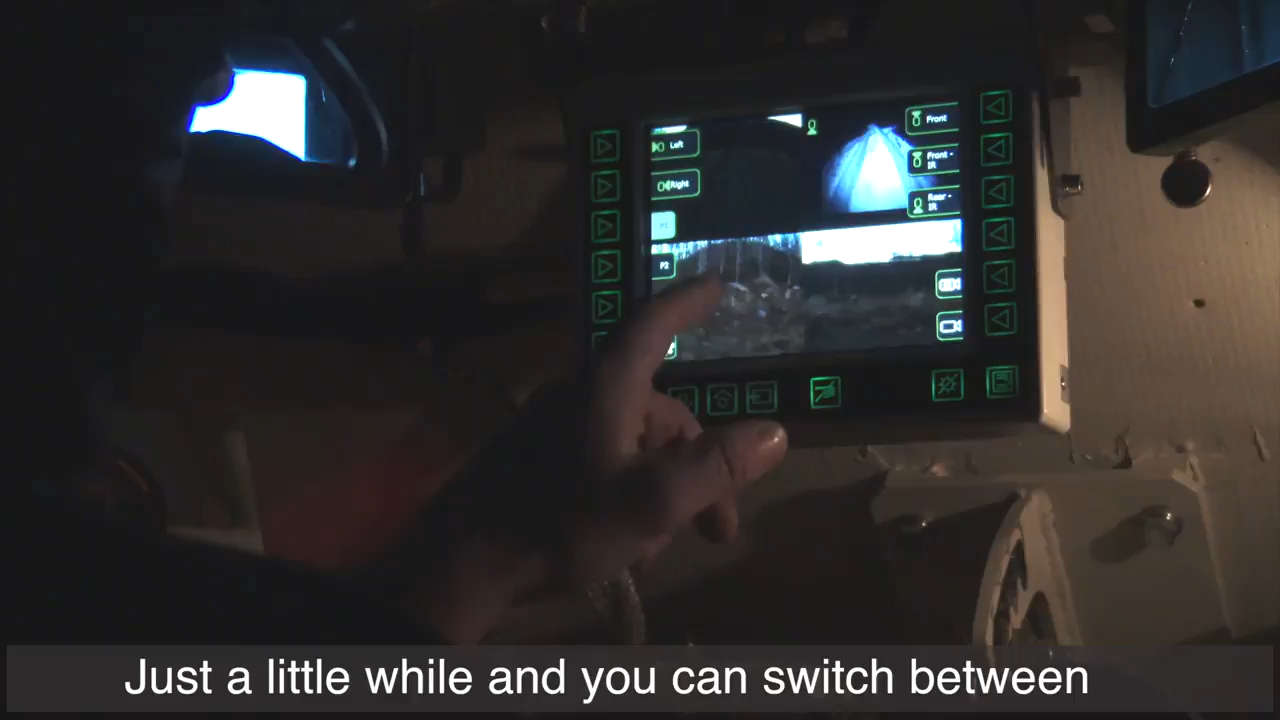 Left
Front
Front -
IR
Right
Rear -
IR
P1
P2
Just a little while and you can switch between